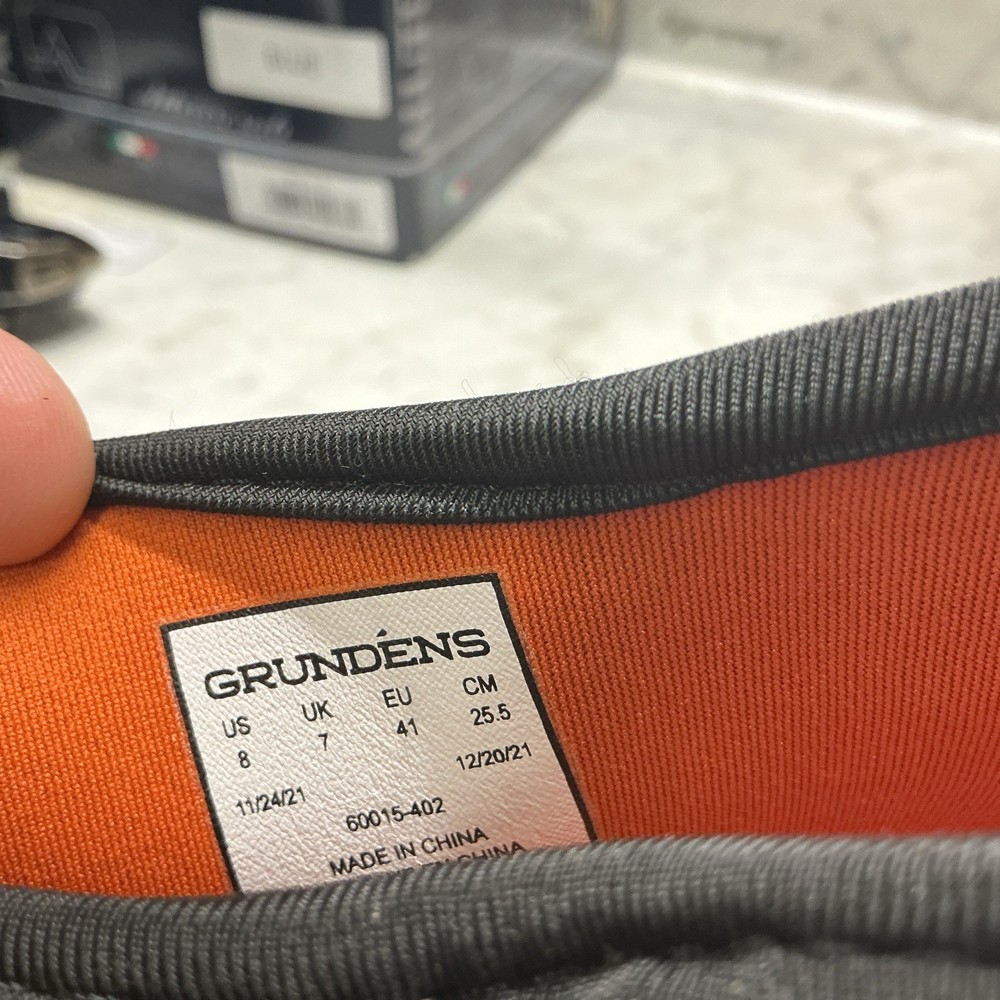 GRUNDÉNS
US UK EU CM
8 7 41 25.5
11/24/21 12/20/21
60015-402
MADE IN CHINA
CHINA